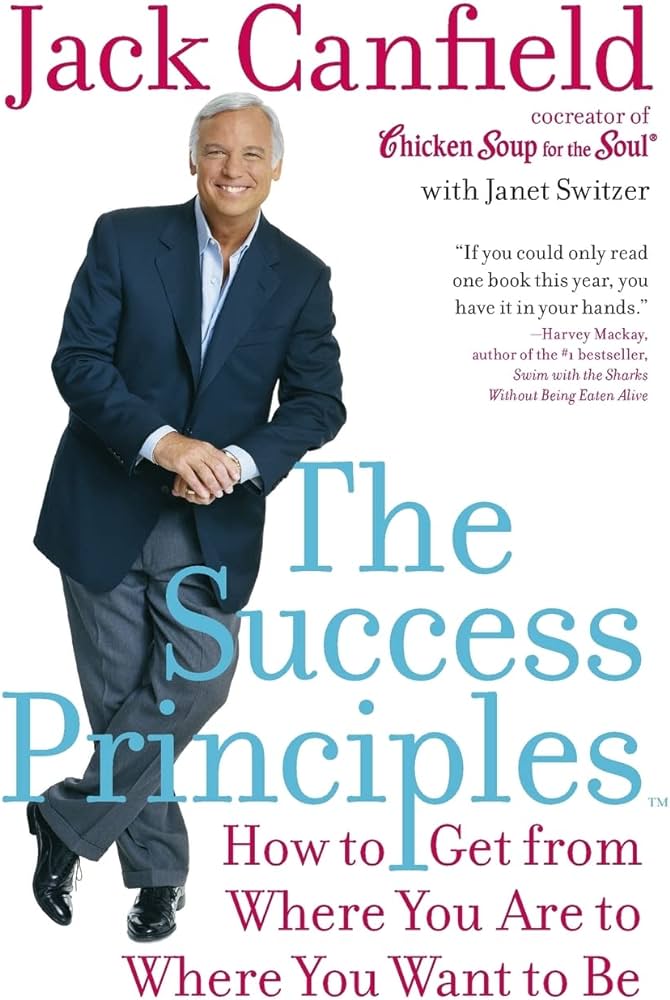 Jack Canfield
cocreator of
Chicken Soup for the Soul®
with Janet Switzer
“If you could only read
one book this year, you
have it in your hands.”
—Harvey Mackay,
author of the #1 bestseller,
Swim with the Sharks
Without Being Eaten Alive
The
Success
Principles™
How to Get from
Where You Are to
Where You Want to Be